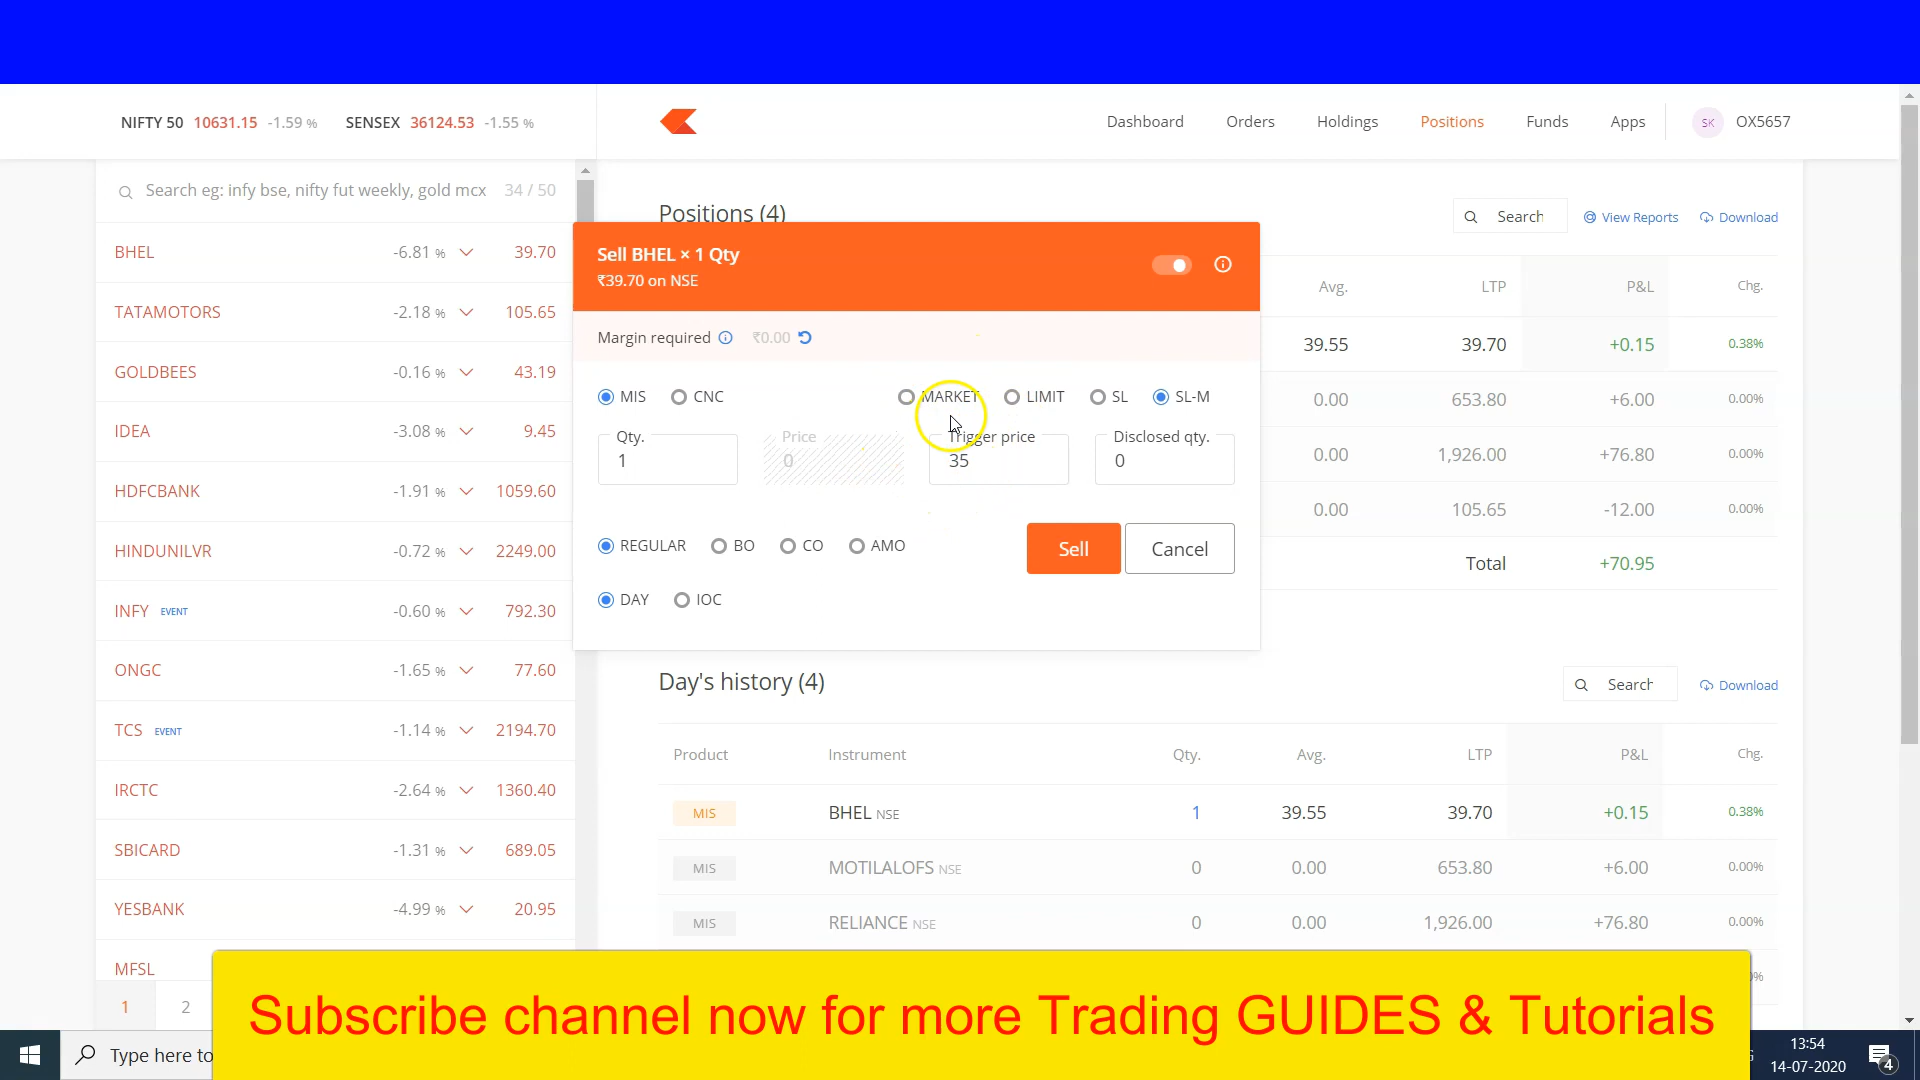 NIFTY 50 10631.15 -1.59 % SENSEX 36124.53 -1.55 %
Dashboard Orders Holdings Positions Funds Apps SK OX5657
Search eg: infy bse, nifty fut weekly, gold mcx 34 / 50
BHEL -6.81 % 39.70
TATAMOTORS -2.18 % 105.65
GOLDBEES -0.16 % 43.19
IDEA -3.08 % 9.45
HDFCBANK -1.91 % 1059.60
HINDUNILVR -0.72 % 2249.00
INFY EVENT -0.60 % 792.30
ONGC -1.65 % 77.60
TCS EVENT -1.14 % 2194.70
IRCTC -2.64 % 1360.40
SBICARD -1.31 % 689.05
YESBANK -4.99 % 20.95
MFSL
1 2
Positions (4) Search View Reports Download
Avg. LTP P&L Chg.
39.55 39.70 +0.15 0.38%
0.00 653.80 +6.00 0.00%
0.00 1,926.00 +76.80 0.00%
0.00 105.65 -12.00 0.00%
Total +70.95
Sell BHEL × 1 Qty
₹39.70 on NSE
Margin required ₹0.00
MIS CNC MARKET LIMIT SL SL-M
Qty. Price Trigger price Disclosed qty.
1 0 35 0
REGULAR BO CO AMO Sell Cancel
DAY IOC
Day's history (4) Search Download
Product Instrument Qty. Avg. LTP P&L Chg.
MIS BHEL NSE 1 39.55 39.70 +0.15 0.38%
MIS MOTILALOFS NSE 0 0.00 653.80 +6.00 0.00%
MIS RELIANCE NSE 0 0.00 1,926.00 +76.80 0.00%
Subscribe channel now for more Trading GUIDES & Tutorials
Type here to
13:54
14-07-2020
4